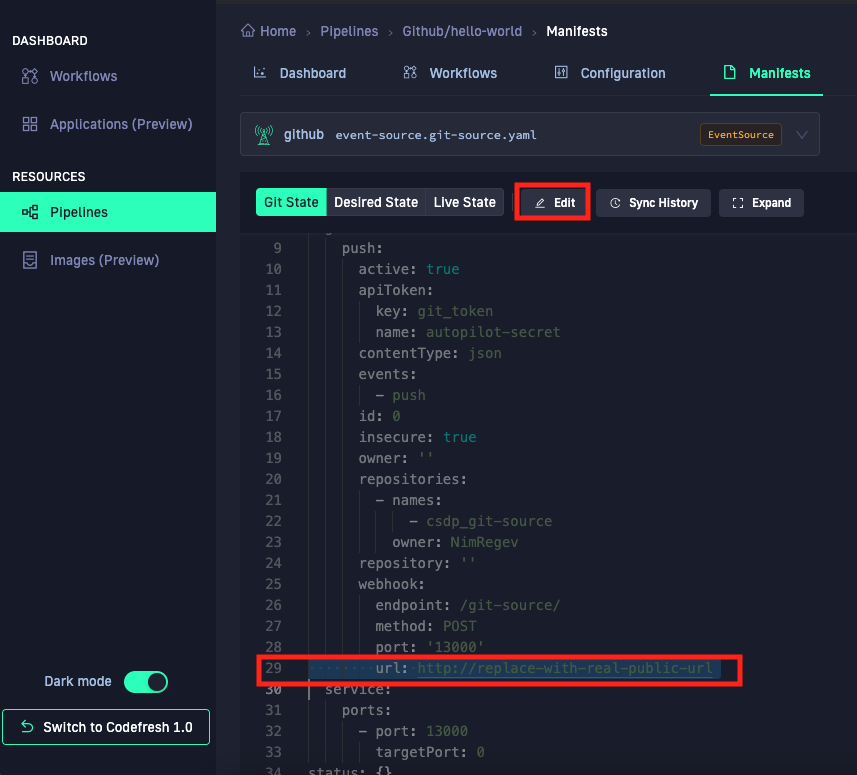 DASHBOARD
Workflows
Applications (Preview)
RESOURCES
Pipelines
Images (Preview)
Dark mode
Switch to Codefresh 1.0
Home › Pipelines › Github/hello-world › Manifests
Dashboard Workflows Configuration Manifests
github event-source.git-source.yaml EventSource
Git State Desired State Live State Edit Sync History Expand
9 push:
10 active: true
11 apiToken:
12 key: git_token
13 name: autopilot-secret
14 contentType: json
15 events:
16 - push
17 id: 0
18 insecure: true
19 owner: ''
20 repositories:
21 - names:
22 - csdp_git-source
23 owner: NimRegev
24 repository: ''
25 webhook:
26 endpoint: /git-source/
27 method: POST
28 port: '13000'
29 url: http://replace-with-real-public-url
30 service:
31 ports:
32 - port: 13000
33 targetPort: 0
34 status: {}